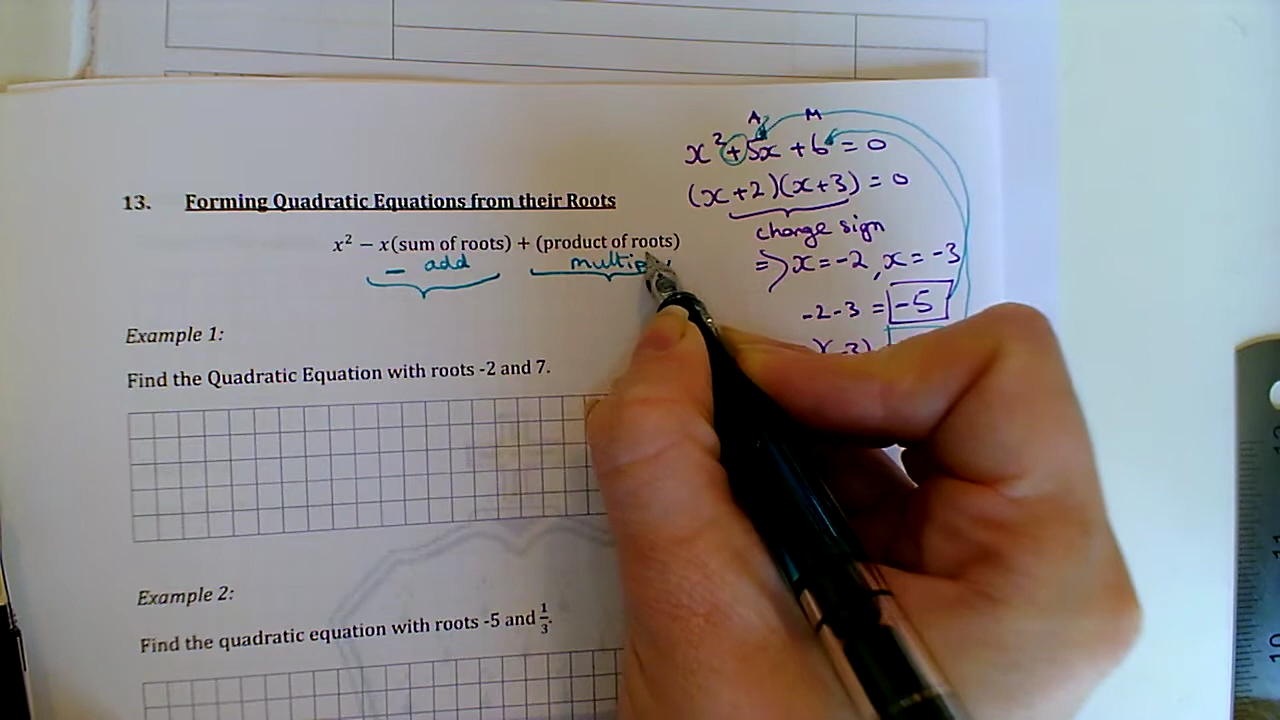 13. Forming Quadratic Equations from their Roots
x² − x(sum of roots) + (product of roots)
− add
Example 1:
Find the Quadratic Equation with roots -2 and 7.
Example 2:
Find the quadratic equation with roots -5 and 1/3.
A M
x² + 5x + 6 = 0
(x+2)(x+3) = 0
change sign
⇒ x = -2, x = -3
-2-3 = -5